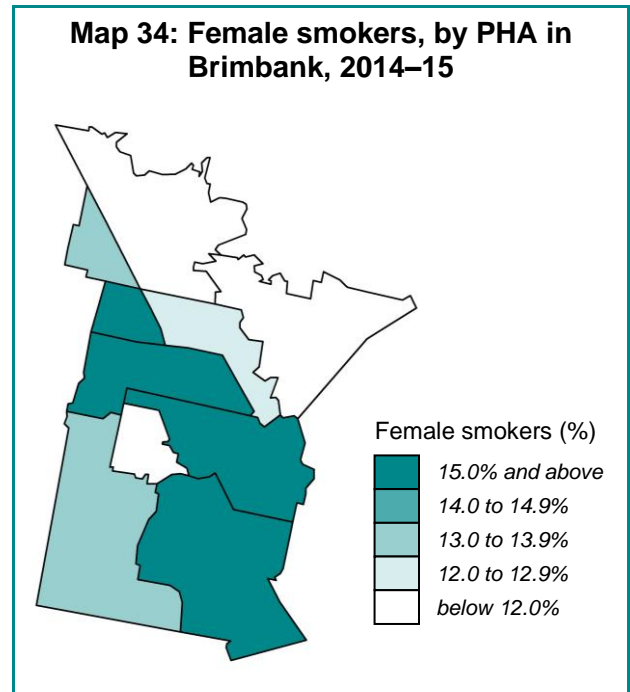 Map 34: Female smokers, by PHA in
Brimbank, 2014–15
Female smokers (%)
15.0% and above
14.0 to 14.9%
13.0 to 13.9%
12.0 to 12.9%
below 12.0%